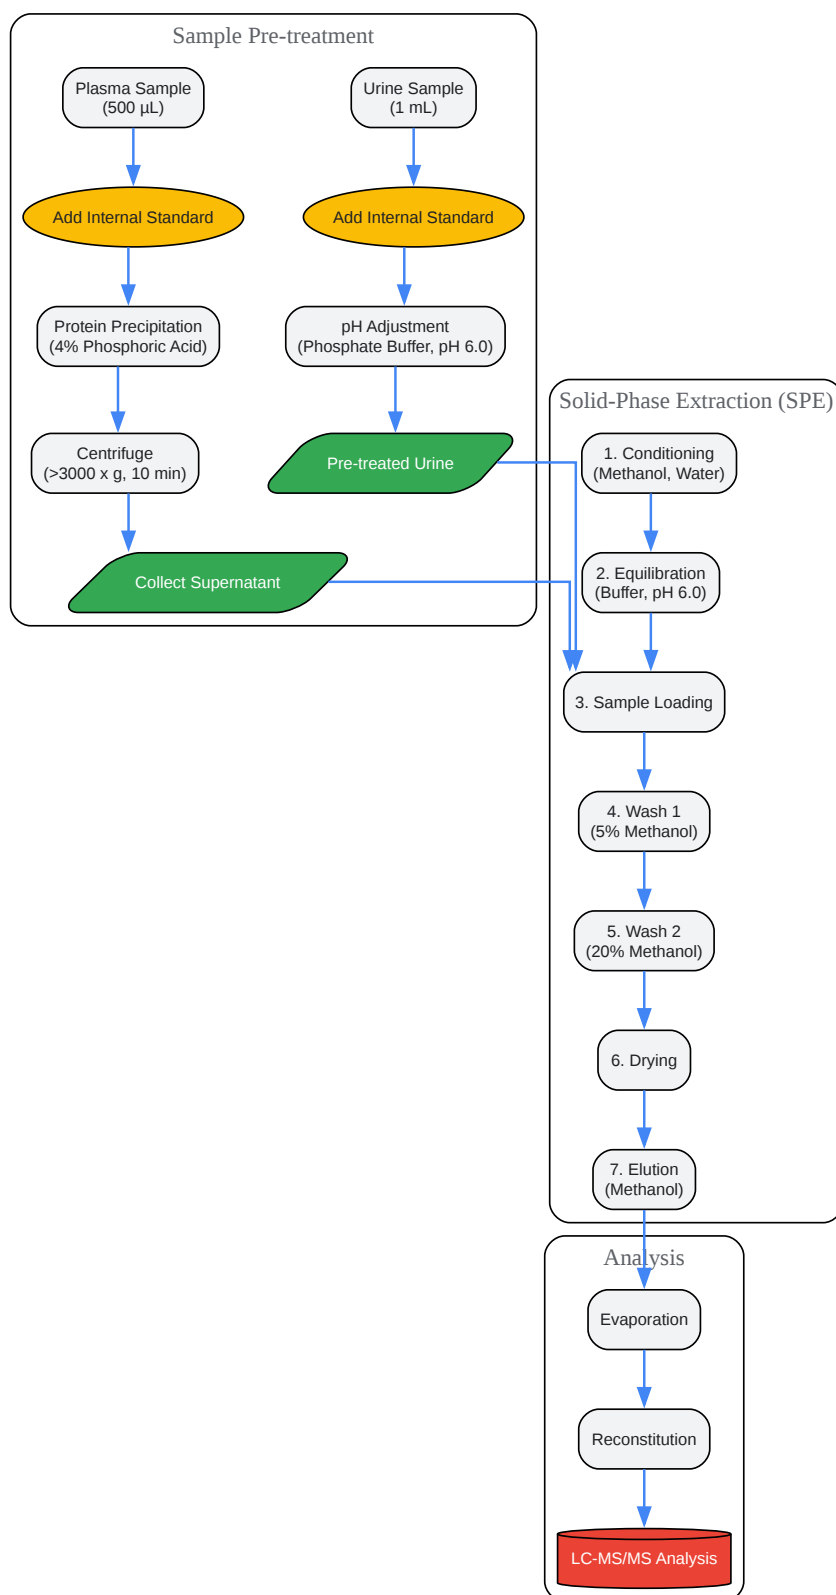 Sample Pre-treatment
Plasma Sample
(500 µL)
Add Internal Standard
Protein Precipitation
(4% Phosphoric Acid)
Centrifuge
(>3000 x g, 10 min)
Collect Supernatant
Urine Sample
(1 mL)
Add Internal Standard
pH Adjustment
(Phosphate Buffer, pH 6.0)
Pre-treated Urine
Solid-Phase Extraction (SPE)
1. Conditioning
(Methanol, Water)
2. Equilibration
(Buffer, pH 6.0)
3. Sample Loading
4. Wash 1
(5% Methanol)
5. Wash 2
(20% Methanol)
6. Drying
7. Elution
(Methanol)
Analysis
Evaporation
Reconstitution
LC-MS/MS Analysis